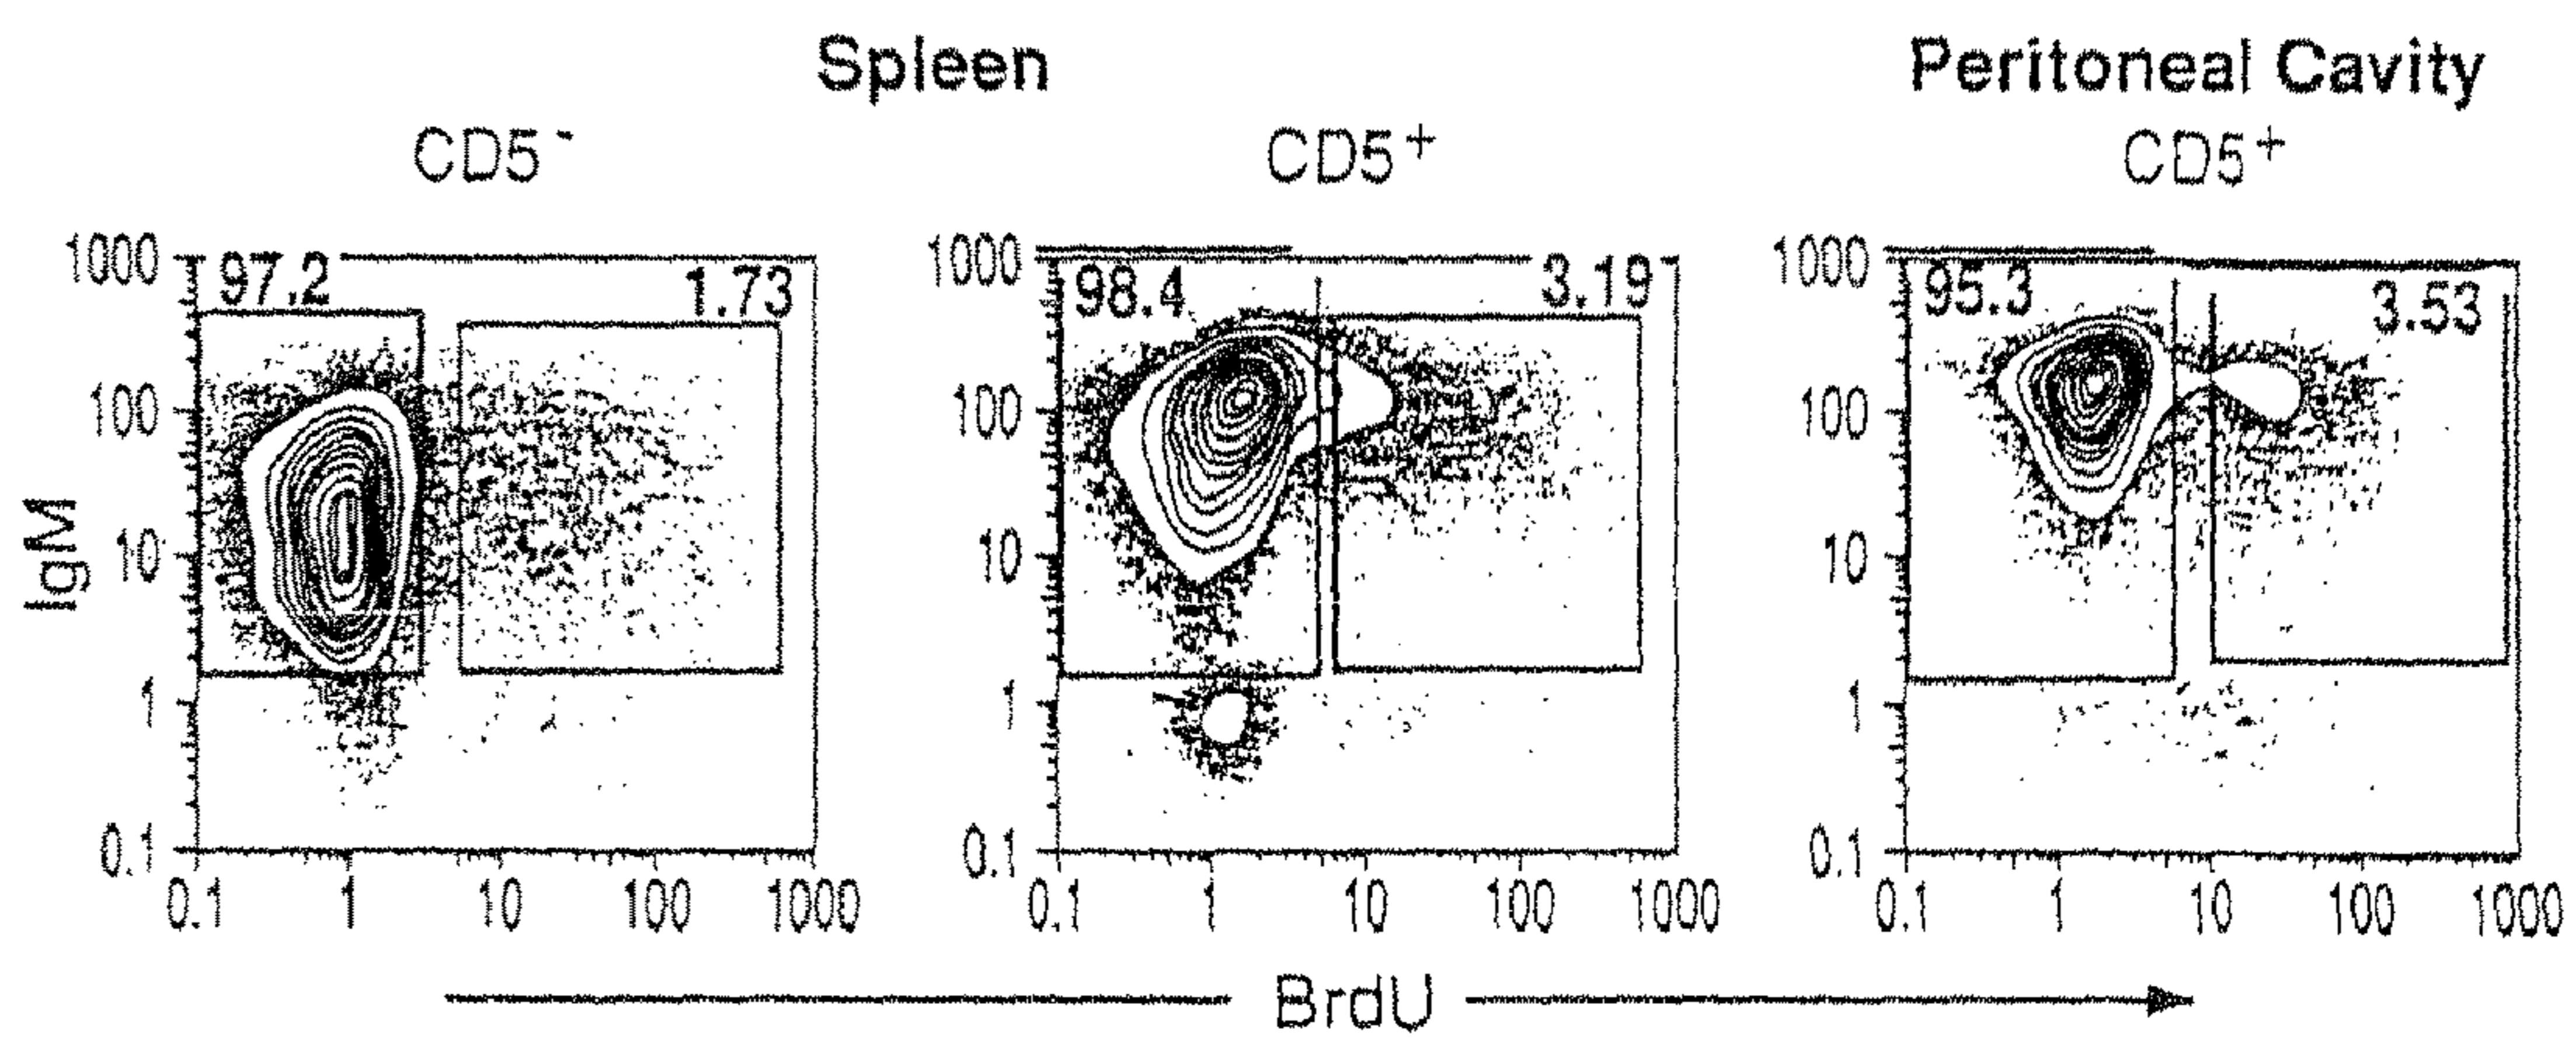 Spleen Peritoneal Cavity
CD5⁻ CD5⁺ CD5⁺
1000 97.2 1.73 1000 98.4 3.19 1000 95.3 3.53
100 100 100
IgM
10 10 10
1 1 1
0.1 0.1 0.1
0.1 1 10 100 1000 0.1 1 10 100 1000 0.1 1 10 100 1000
BrdU